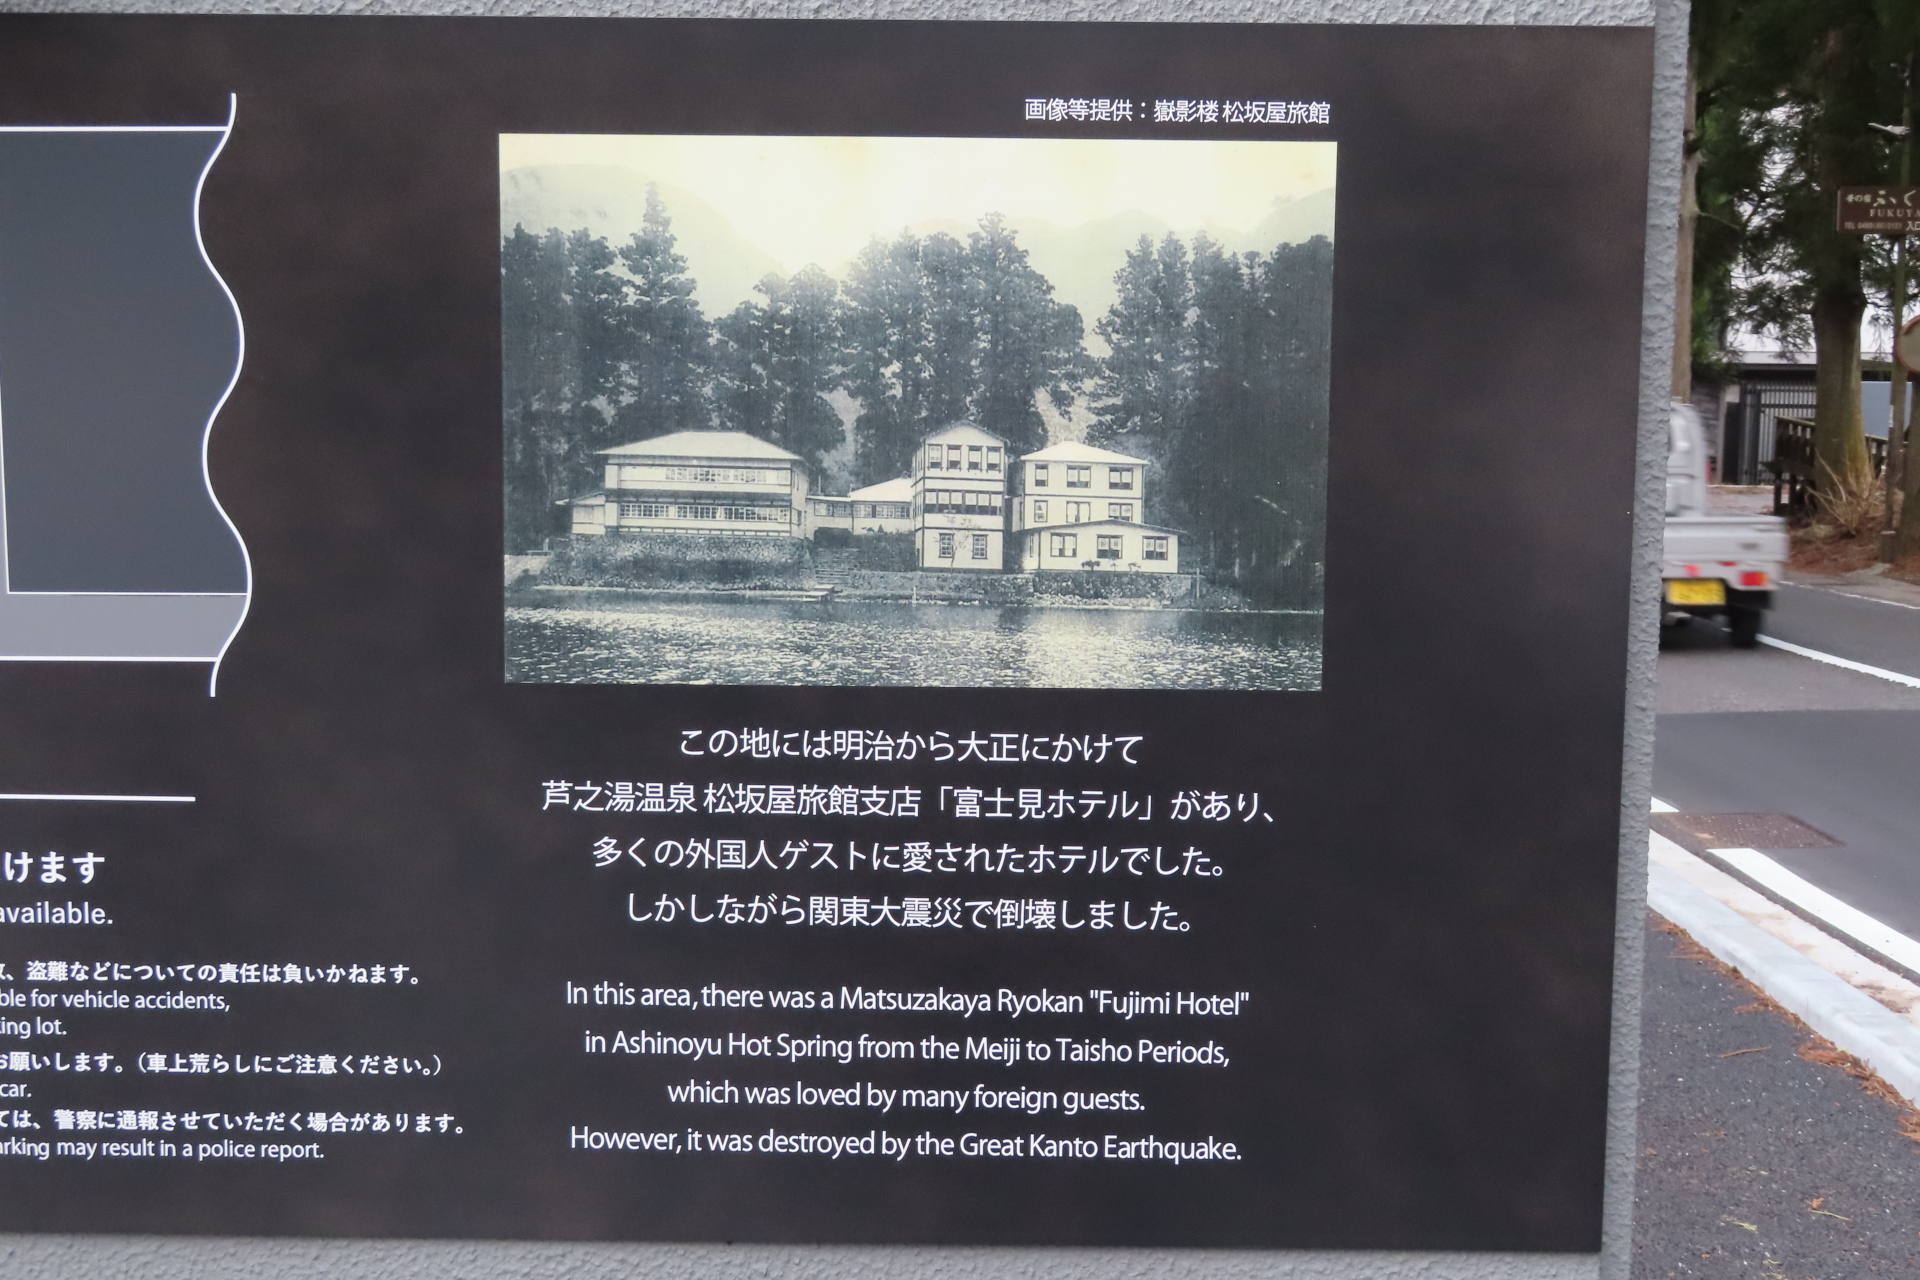 画像等提供：嶽影楼 松坂屋旅館
この地には明治から大正にかけて
芦之湯温泉 松坂屋旅館支店「富士見ホテル」があり、
多くの外国人ゲストに愛されたホテルでした。
しかしながら関東大震災で倒壊しました。
In this area, there was a Matsuzakaya Ryokan "Fujimi Hotel"
in Ashinoyu Hot Spring from the Meiji to Taisho Periods,
which was loved by many foreign guests.
However, it was destroyed by the Great Kanto Earthquake.
けます
available.
、盗難などについての責任は負いかねます。
ble for vehicle accidents,
ing lot.
お願いします。（車上荒らしにご注意ください。）
car.
ては、警察に通報させていただく場合があります。
arking may result in a police report.
ふく
FUKUYA